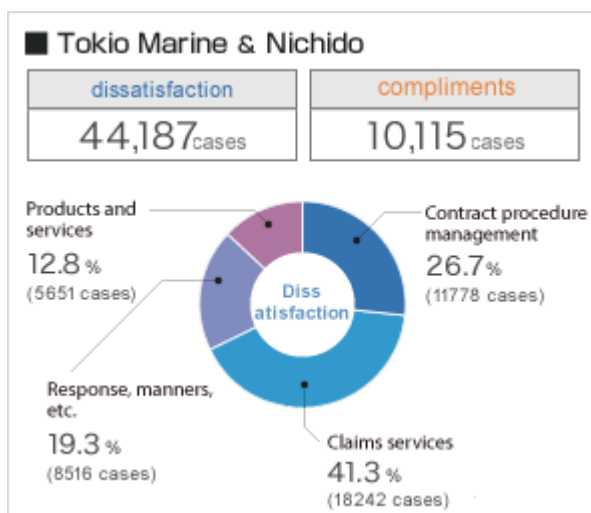 ■ Tokio Marine & Nichido
dissatisfaction
44,187cases
compliments
10,115 cases
Products and
services
12.8 %
(5651 cases)
Contract procedure
management
26.7%
(11778 cases)
Diss
atisfaction
Response, manners,
etc.
19.3 %
(8516 cases)
Claims services
41.3 %
(18242 cases)